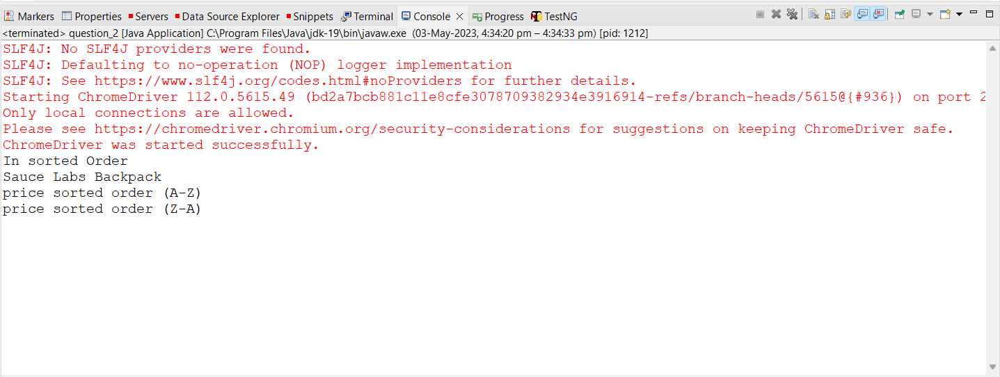 Markers Properties Servers Data Source Explorer Snippets Terminal Console Progress TestNG
<terminated> question_2 [Java Application] C:\Program Files\Java\jdk-19\bin\javaw.exe (03-May-2023, 4:34:20 pm – 4:34:33 pm) [pid: 1212]
SLF4J: No SLF4J providers were found.
SLF4J: Defaulting to no-operation (NOP) logger implementation
SLF4J: See https://www.slf4j.org/codes.html#noProviders for further details.
Starting ChromeDriver 112.0.5615.49 (bd2a7bcb881c11e8cfe3078709382934e3916914-refs/branch-heads/5615@{#936}) on port 2
Only local connections are allowed.
Please see https://chromedriver.chromium.org/security-considerations for suggestions on keeping ChromeDriver safe.
ChromeDriver was started successfully.
In sorted Order
Sauce Labs Backpack
price sorted order (A-Z)
price sorted order (Z-A)